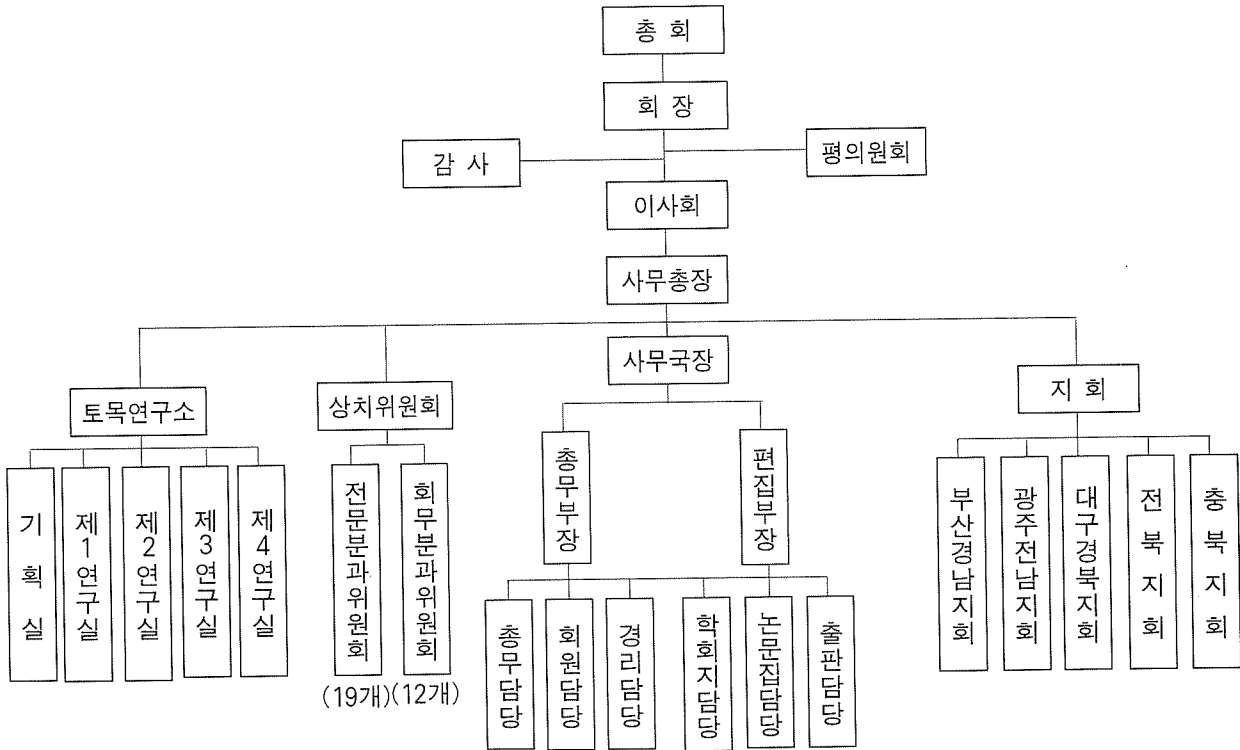 총 회
회 장
감 사
평의원회
이사회
사무총장
사무국장
토목연구소
상치위원회
지 회
총무부장
편집부장
기획실
제1연구실
제2연구실
제3연구실
제4연구실
전문분과위원회
(19개)
회무분과위원회
(12개)
총무담당
회원담당
경리담당
학회지담당
논문집담당
출판담당
부산경남지회
광주전남지회
대구경북지회
전북지회
충북지회